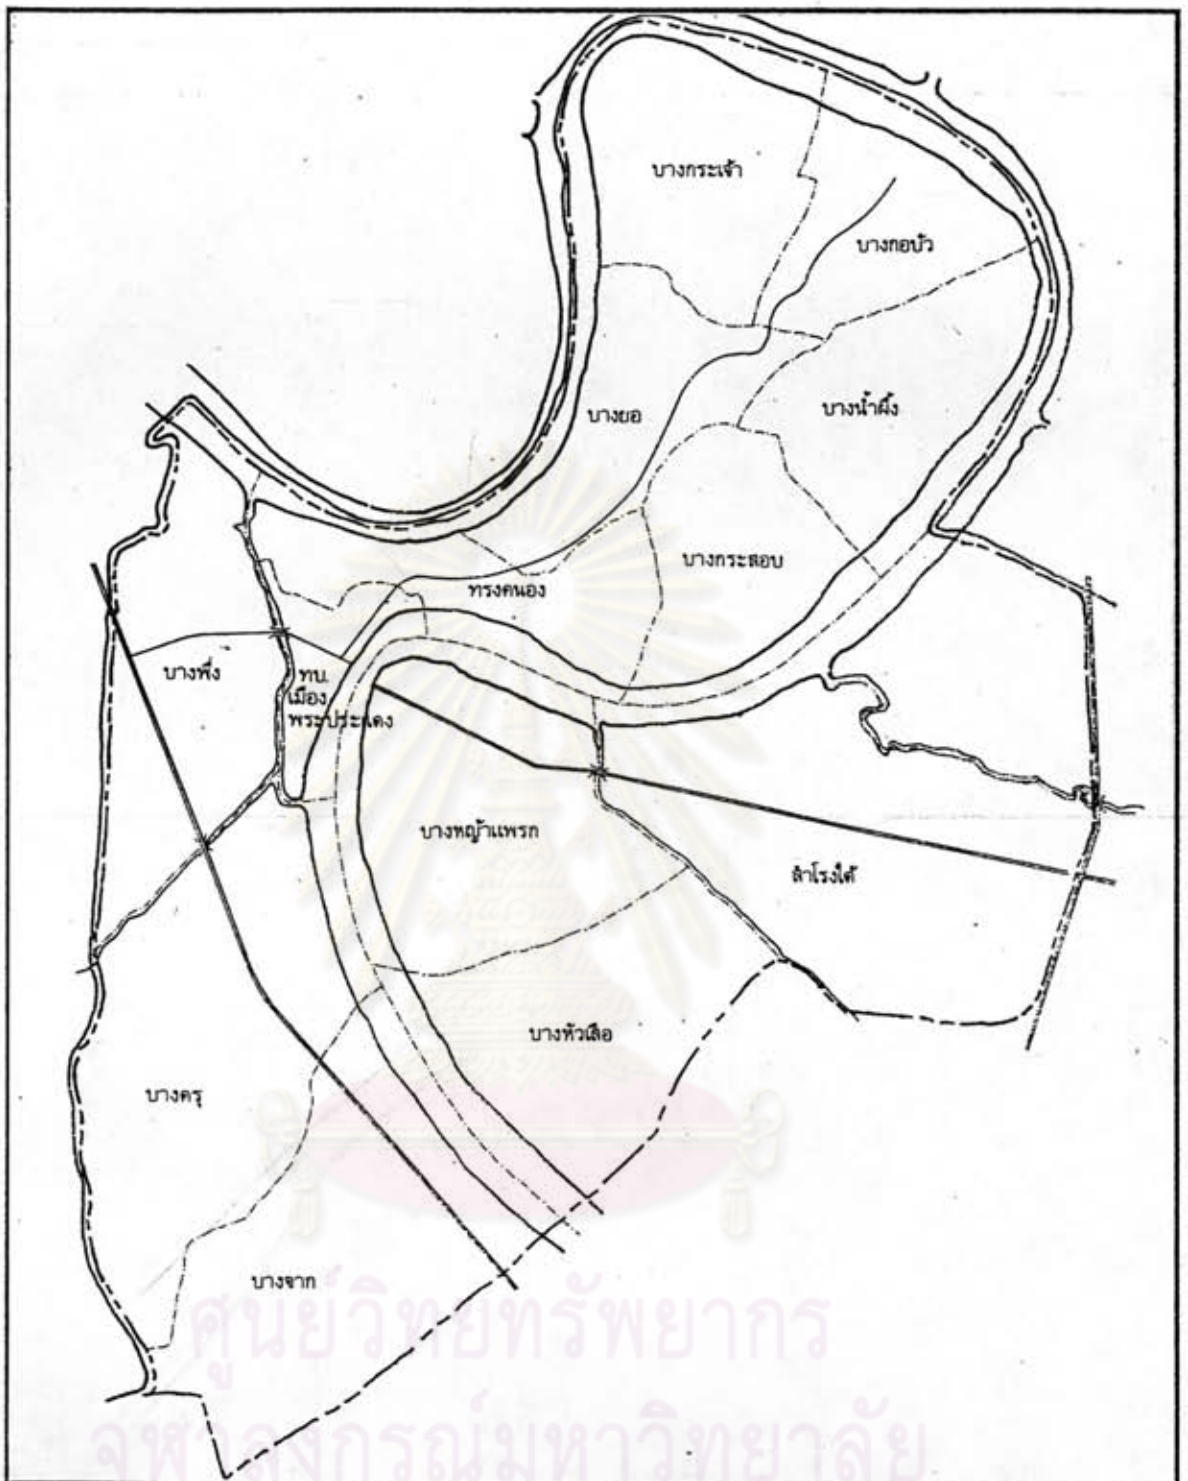 บางกระเจ้า
บางกอบัว
บางยอ
บางน้ำผึ้ง
บางกระสอบ
ทรงคนอง
บางพึ่ง
ทบ.
เมือง
พระประแดง
บางหญ้าแพรก
สำโรงใต้
บางหัวเสือ
บางครุ
บางจาก
ศูนย์วิทยทรัพยากร
จุฬาลงกรณ์มหาวิทยาลัย